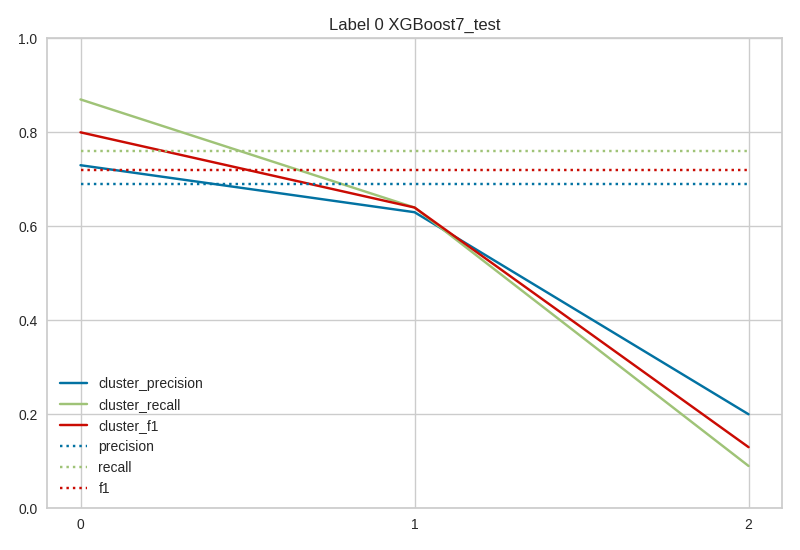 Label 0 XGBoost7_test
1.0
0.8
0.6
0.4
0.2
0.0
cluster_precision
cluster_recall
cluster_f1
precision
recall
f1
0 1 2